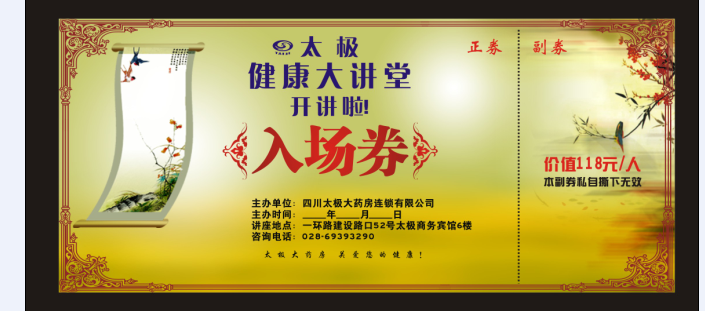 太极
健康大讲堂
开讲啦!
入场券
主办单位：四川太极大药房连锁有限公司
主办时间：____年____月____日
讲座地点：一环路建设路口52号太极商务宾馆6楼
咨询电话：028-69393290
太极大药房 关爱您的健康!
正券
副券
价值118元/人
本副券私自撕下无效